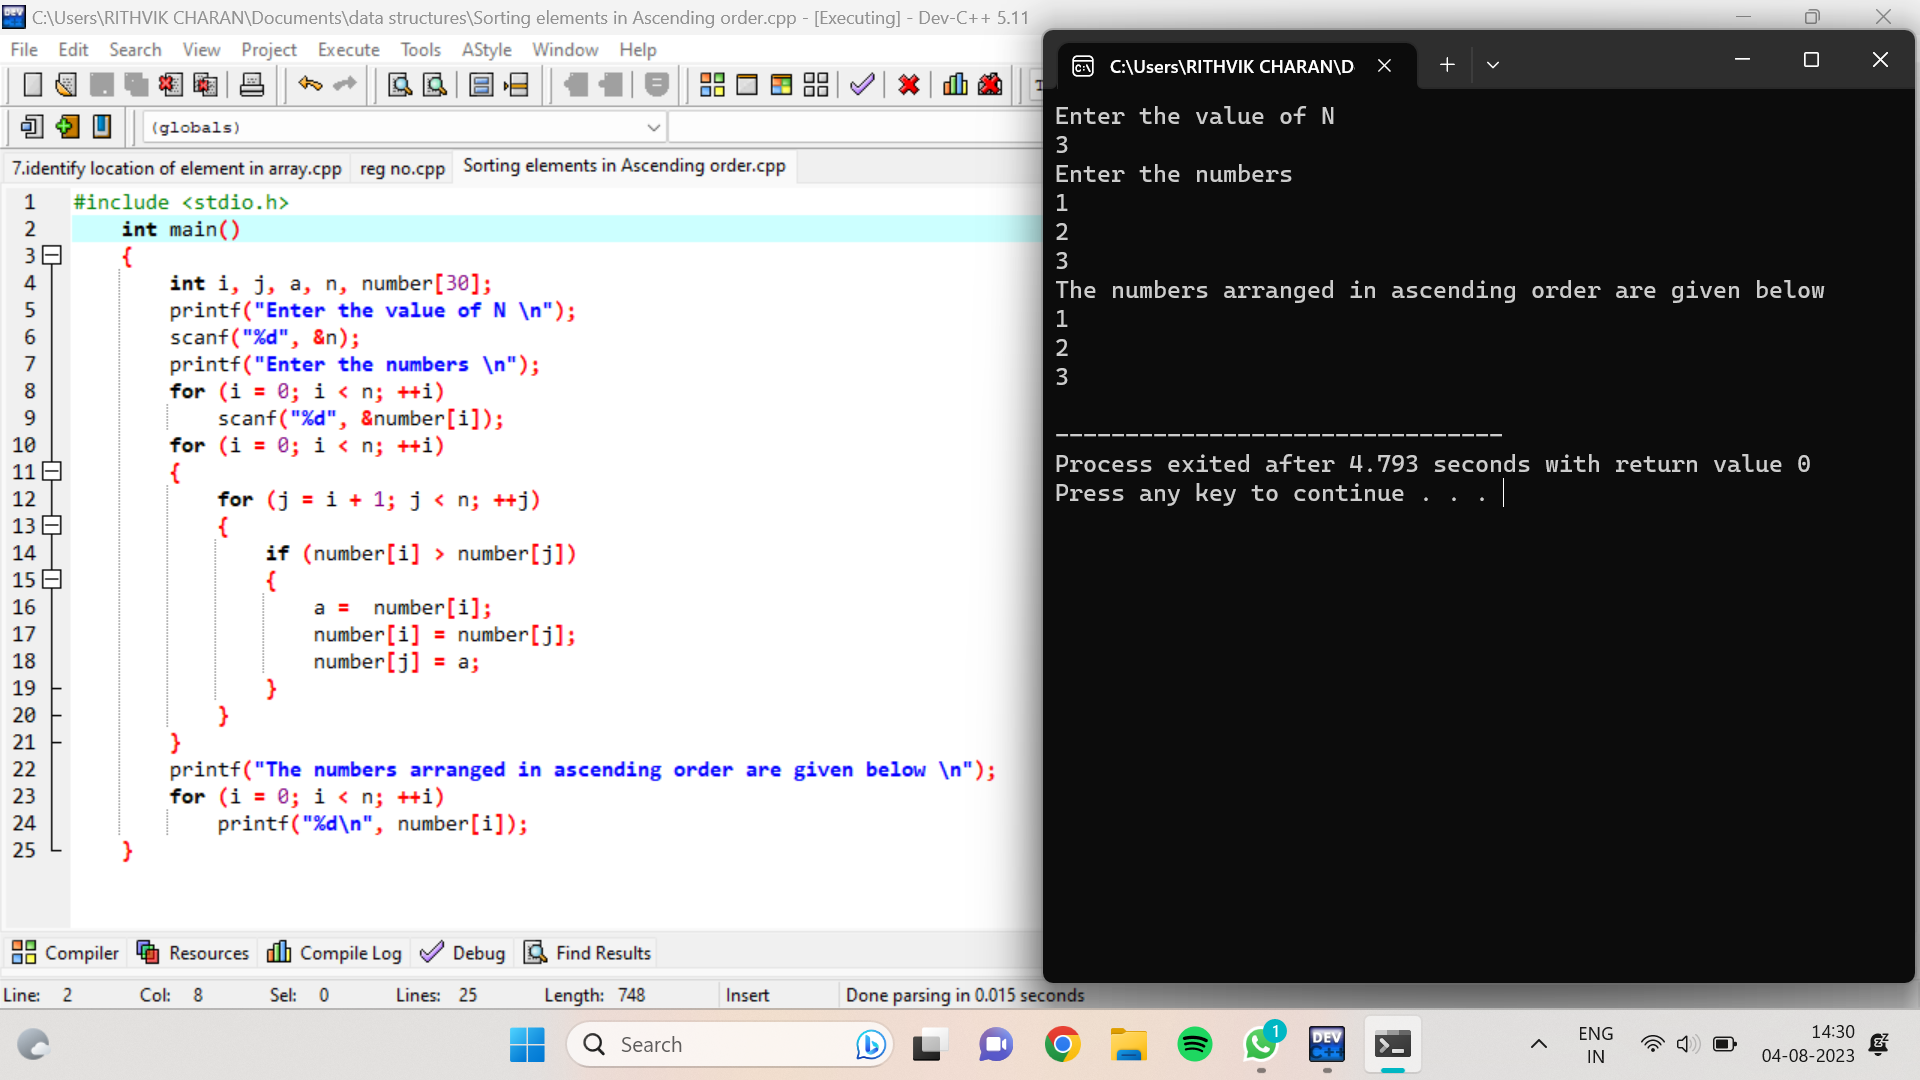 C:\Users\RITHVIK CHARAN\Documents\data structures\Sorting elements in Ascending order.cpp - [Executing] - Dev-C++ 5.11
File Edit Search View Project Execute Tools AStyle Window Help
(globals)
7.identify location of element in array.cpp reg no.cpp Sorting elements in Ascending order.cpp
1 #include <stdio.h>
2 int main()
3 {
4 int i, j, a, n, number[30];
5 printf("Enter the value of N \n");
6 scanf("%d", &n);
7 printf("Enter the numbers \n");
8 for (i = 0; i < n; ++i)
9 scanf("%d", &number[i]);
10 for (i = 0; i < n; ++i)
11 {
12 for (j = i + 1; j < n; ++j)
13 {
14 if (number[i] > number[j])
15 {
16 a =  number[i];
17 number[i] = number[j];
18 number[j] = a;
19 }
20 }
21 }
22 printf("The numbers arranged in ascending order are given below \n");
23 for (i = 0; i < n; ++i)
24 printf("%d\n", number[i]);
25 }
Compiler Resources Compile Log Debug Find Results
Line: 2 Col: 8 Sel: 0 Lines: 25 Length: 748 Insert Done parsing in 0.015 seconds
C:\Users\RITHVIK CHARAN\D
Enter the value of N
3
Enter the numbers
1
2
3
The numbers arranged in ascending order are given below
1
2
3
--------------------------------
Process exited after 4.793 seconds with return value 0
Press any key to continue . . .
Search
1
DEV
C++
ENG
IN
14:30
04-08-2023